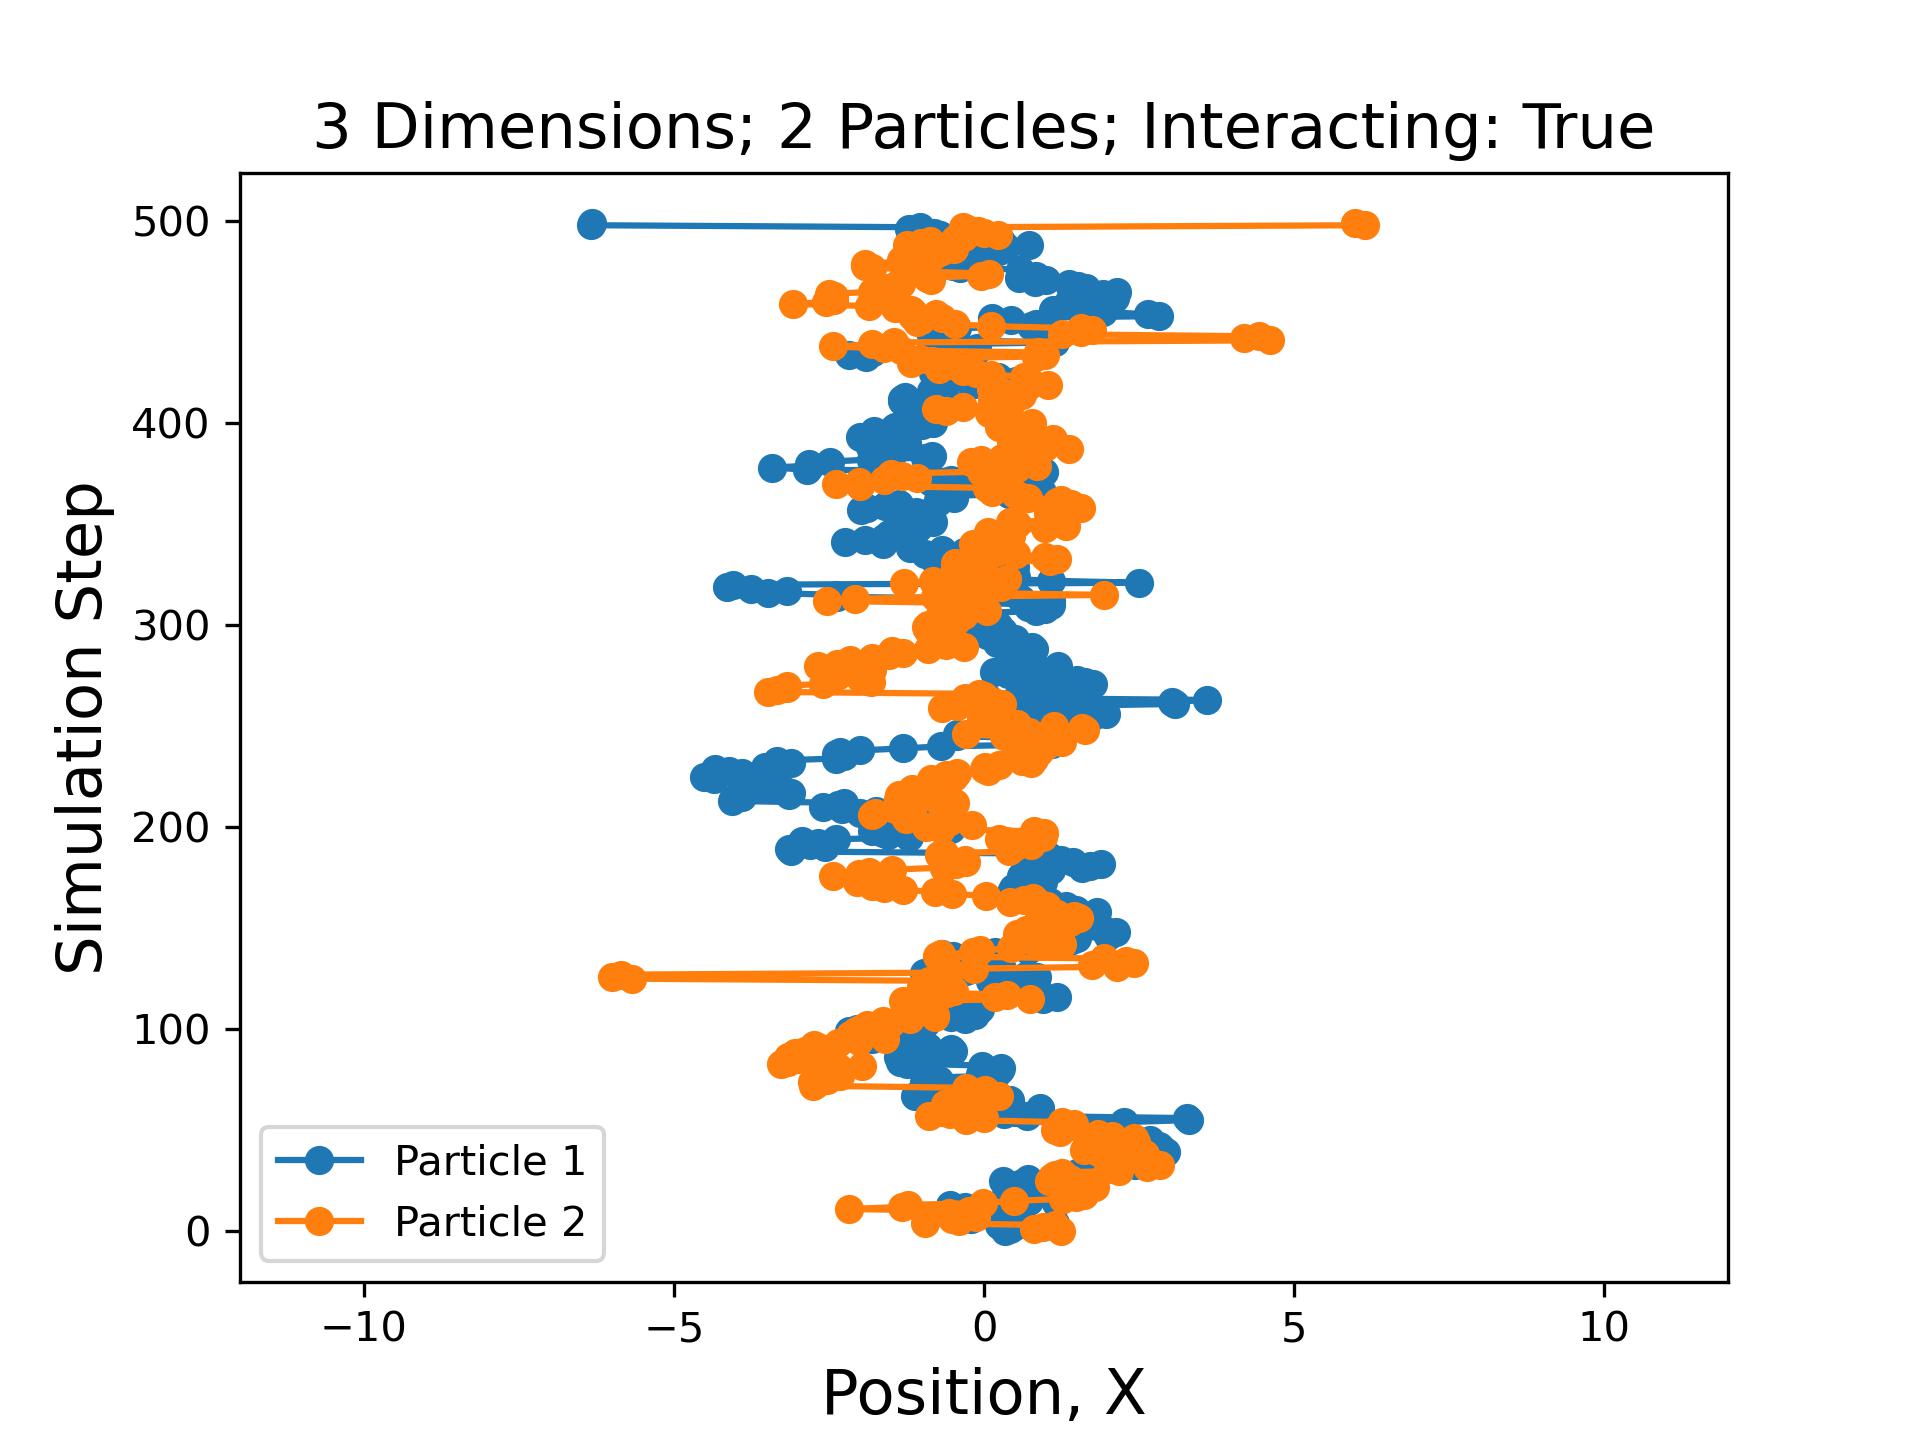 3 Dimensions; 2 Particles; Interacting: True
Simulation Step
500
400
300
200
100
0
Particle 1
Particle 2
−10
−5
0
5
10
Position, X